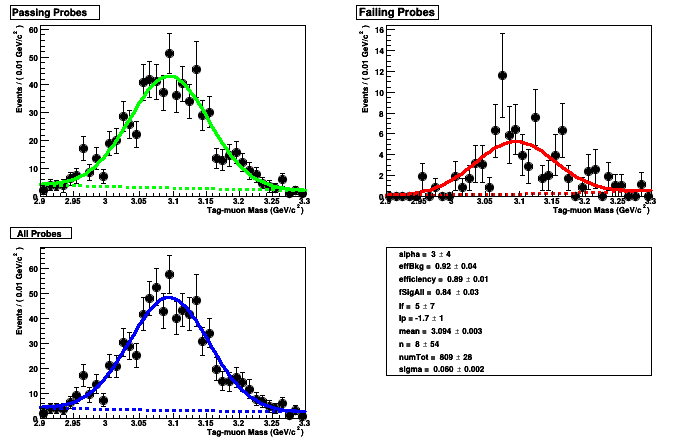 Passing Probes
Events / ( 0.01 GeV/c² )
60
50
40
30
20
10
0
2.9 2.95 3 3.05 3.1 3.15 3.2 3.25 3.3
Tag-muon Mass (GeV/c²)
Failing Probes
Events / ( 0.01 GeV/c² )
16
14
12
10
8
6
4
2
0
2.9 2.95 3 3.05 3.1 3.15 3.2 3.25 3.3
Tag-muon Mass (GeV/c²)
All Probes
Events / ( 0.01 GeV/c² )
60
50
40
30
20
10
0
2.9 2.95 3 3.05 3.1 3.15 3.2 3.25 3.3
Tag-muon Mass (GeV/c²)
alpha = 3 ± 4
effBkg = 0.92 ± 0.04
efficiency = 0.89 ± 0.01
fSigAll = 0.84 ± 0.03
lf = 5 ± 7
lp = -1.7 ± 1
mean = 3.094 ± 0.003
n = 8 ± 54
numTot = 809 ± 28
sigma = 0.060 ± 0.002